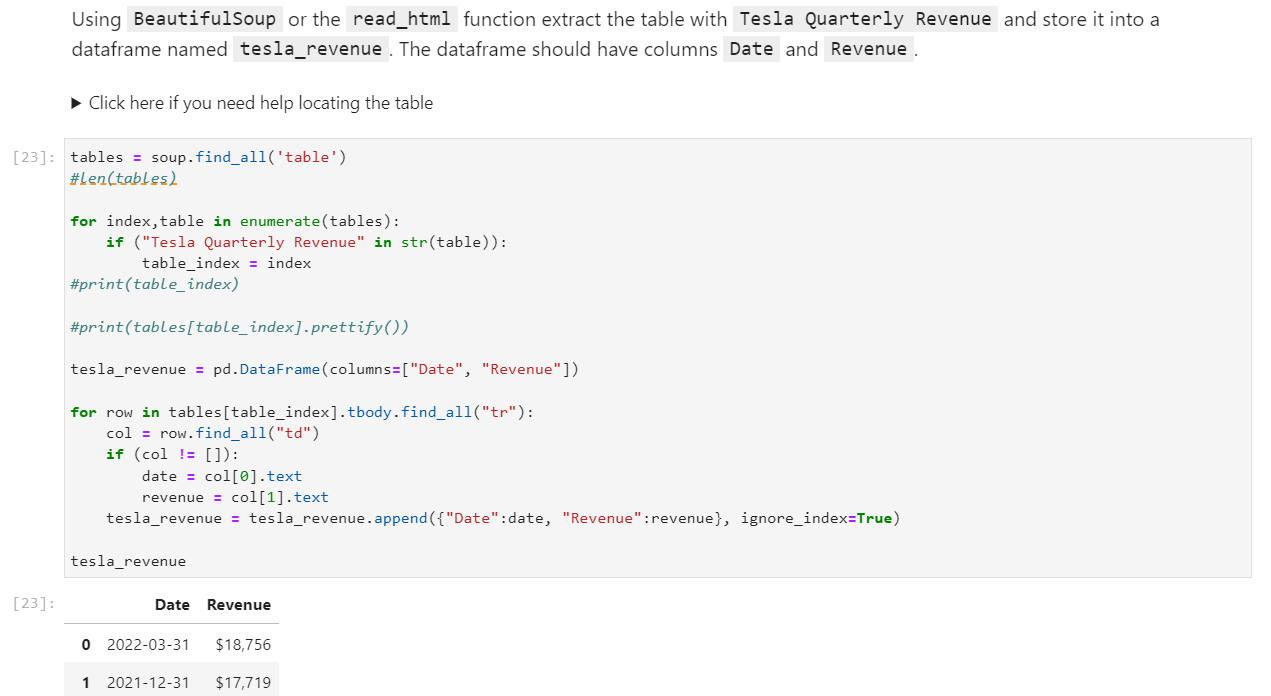 Using BeautifulSoup or the read_html function extract the table with Tesla Quarterly Revenue and store it into a
dataframe named tesla_revenue. The dataframe should have columns Date and Revenue.
▶ Click here if you need help locating the table
[23]: tables = soup.find_all('table')
#len(tables)
for index,table in enumerate(tables):
    if ("Tesla Quarterly Revenue" in str(table)):
        table_index = index
#print(table_index)
#print(tables[table_index].prettify())
tesla_revenue = pd.DataFrame(columns=["Date", "Revenue"])
for row in tables[table_index].tbody.find_all("tr"):
    col = row.find_all("td")
    if (col != []):
        date = col[0].text
        revenue = col[1].text
    tesla_revenue = tesla_revenue.append({"Date":date, "Revenue":revenue}, ignore_index=True)
tesla_revenue
[23]: Date Revenue
0 2022-03-31 $18,756
1 2021-12-31 $17,719